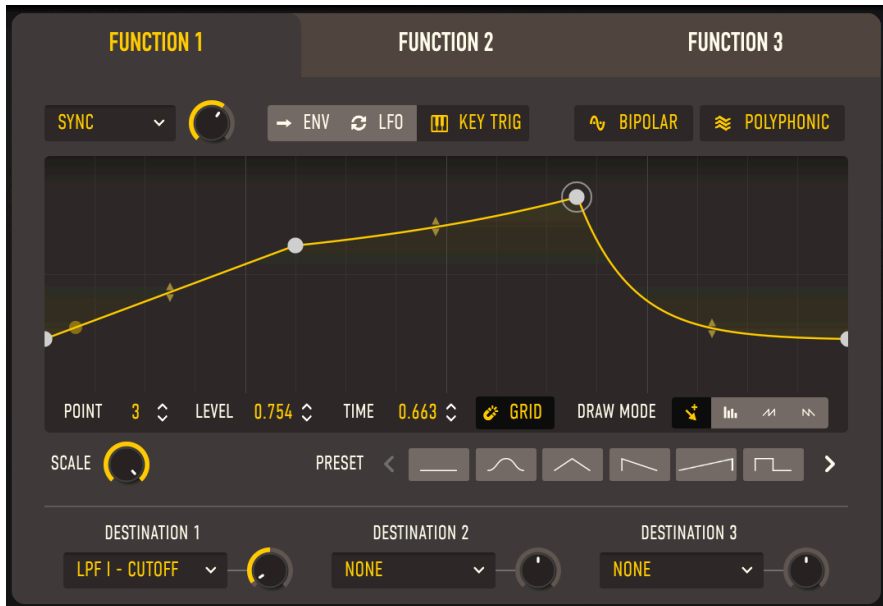 FUNCTION 1 FUNCTION 2 FUNCTION 3
SYNC ENV LFO KEY TRIG BIPOLAR POLYPHONIC
POINT 3 LEVEL 0.754 TIME 0.663 GRID DRAW MODE
SCALE PRESET
DESTINATION 1 DESTINATION 2 DESTINATION 3
LPF I - CUTOFF NONE NONE